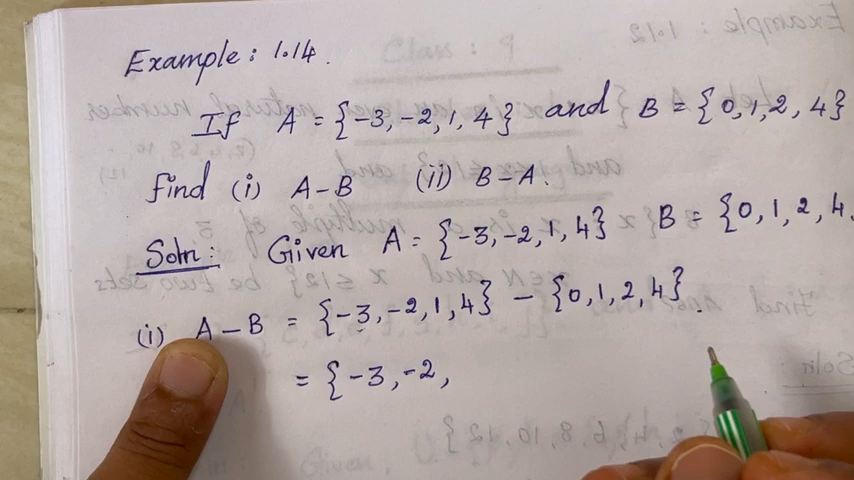 Example: 1.14.
If A = {-3, -2, 1, 4} and B = {0, 1, 2, 4}
find (i) A-B (ii) B-A.
Soln: Given A = {-3, -2, 1, 4} B = {0, 1, 2, 4.
(i) A-B = {-3, -2, 1, 4} - {0, 1, 2, 4}.
= {-3, -2,